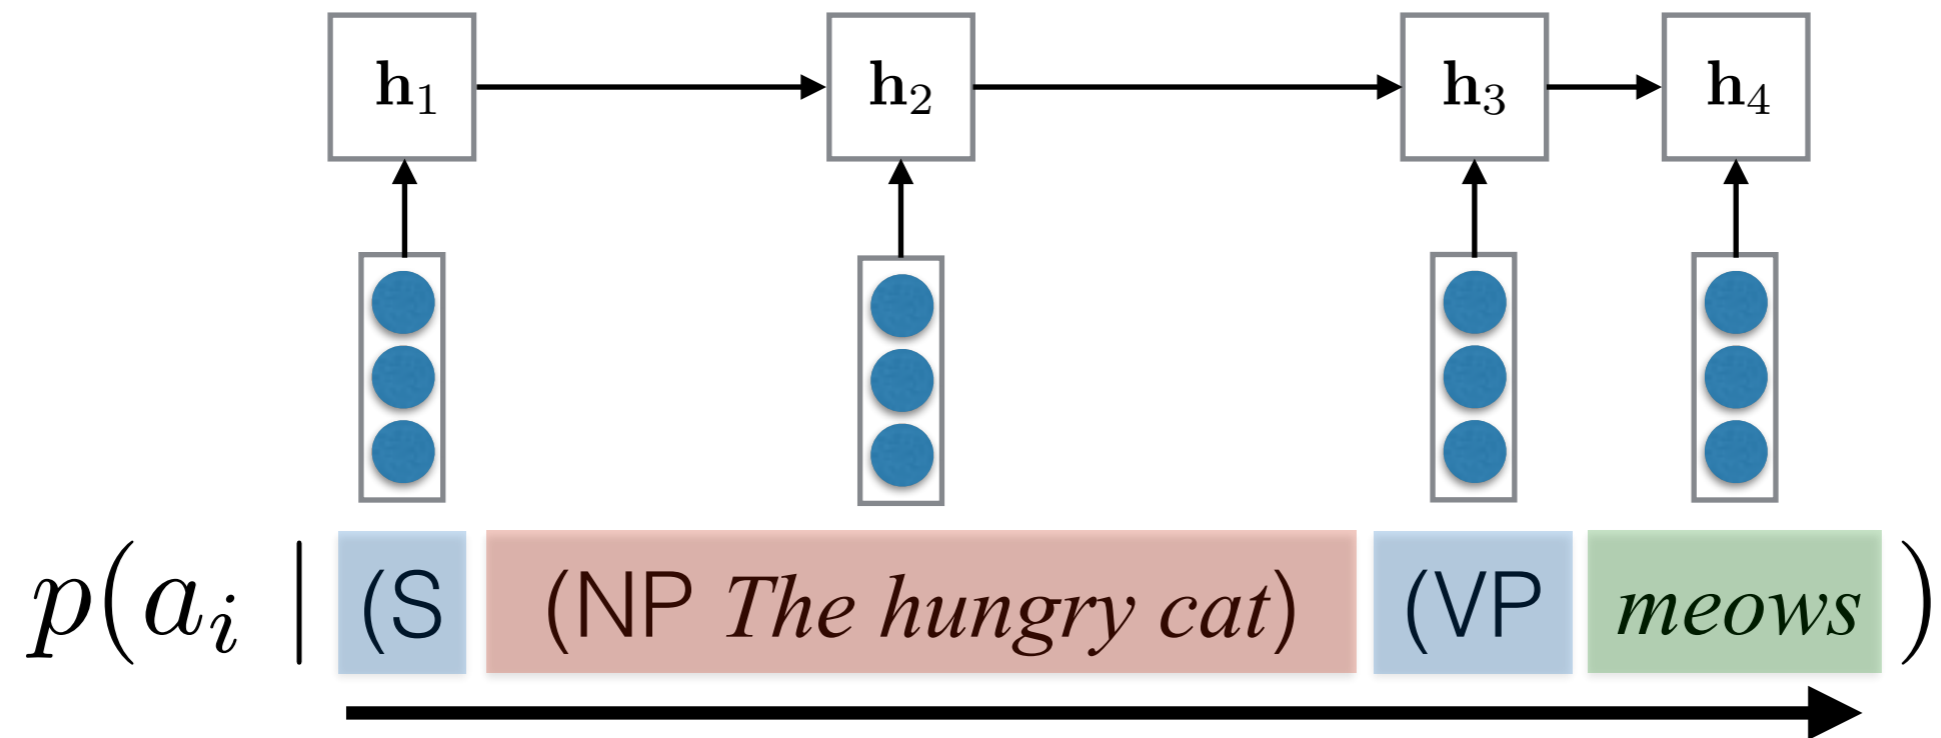 h₁ h₂ h₃ h₄
p(aᵢ | (S (NP The hungry cat) (VP meows )